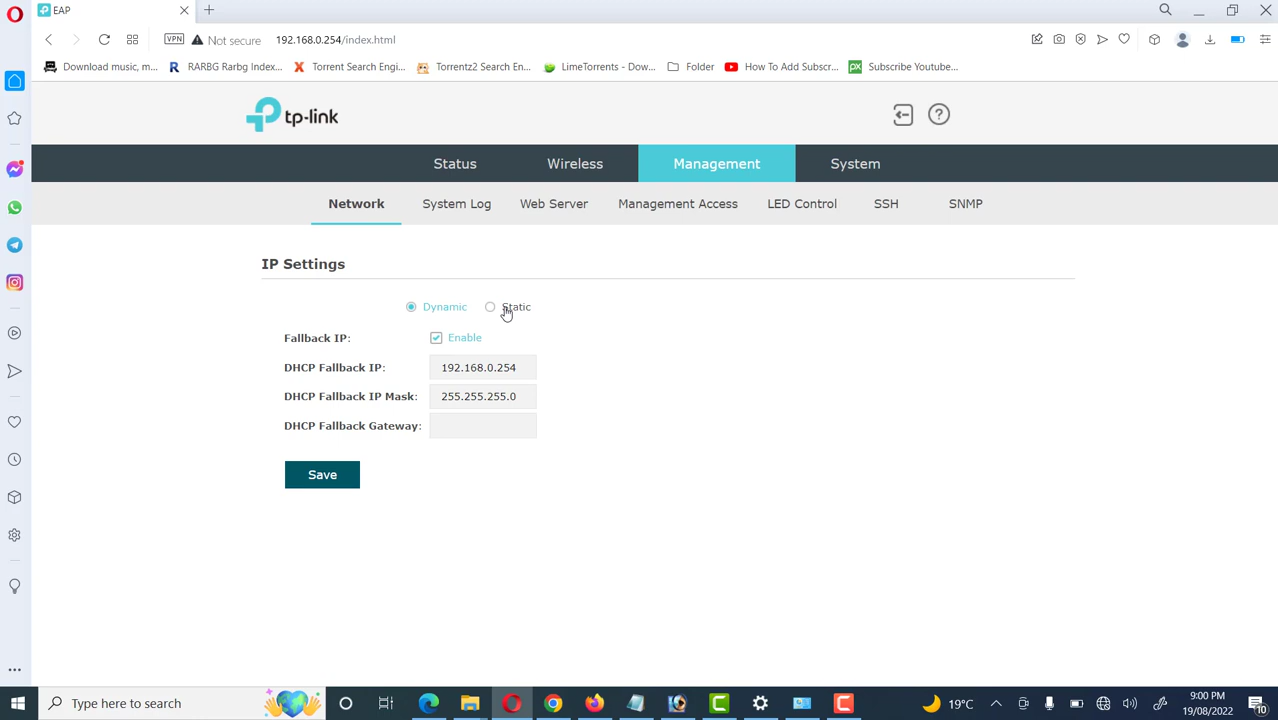 EAP
VPN
Not secure
192.168.0.254/index.html
Download music, m...
RARBG Rarbg Index...
Torrent Search Engi...
Torrentz2 Search En...
LimeTorrents - Dow...
Folder
How To Add Subscr...
px
Subscribe Youtube...
tp-link
Status
Wireless
Management
System
Network
System Log
Web Server
Management Access
LED Control
SSH
SNMP
IP Settings
Dynamic
Static
Fallback IP:
Enable
DHCP Fallback IP:
192.168.0.254
DHCP Fallback IP Mask:
255.255.255.0
DHCP Fallback Gateway:
Save
Type here to search
19°C
9:00 PM
19/08/2022
10